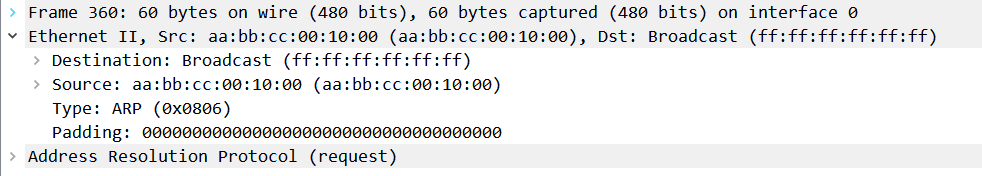 Frame 360: 60 bytes on wire (480 bits), 60 bytes captured (480 bits) on interface 0
Ethernet II, Src: aa:bb:cc:00:10:00 (aa:bb:cc:00:10:00), Dst: Broadcast (ff:ff:ff:ff:ff:ff)
Destination: Broadcast (ff:ff:ff:ff:ff:ff)
Source: aa:bb:cc:00:10:00 (aa:bb:cc:00:10:00)
Type: ARP (0x0806)
Padding: 000000000000000000000000000000000000
Address Resolution Protocol (request)